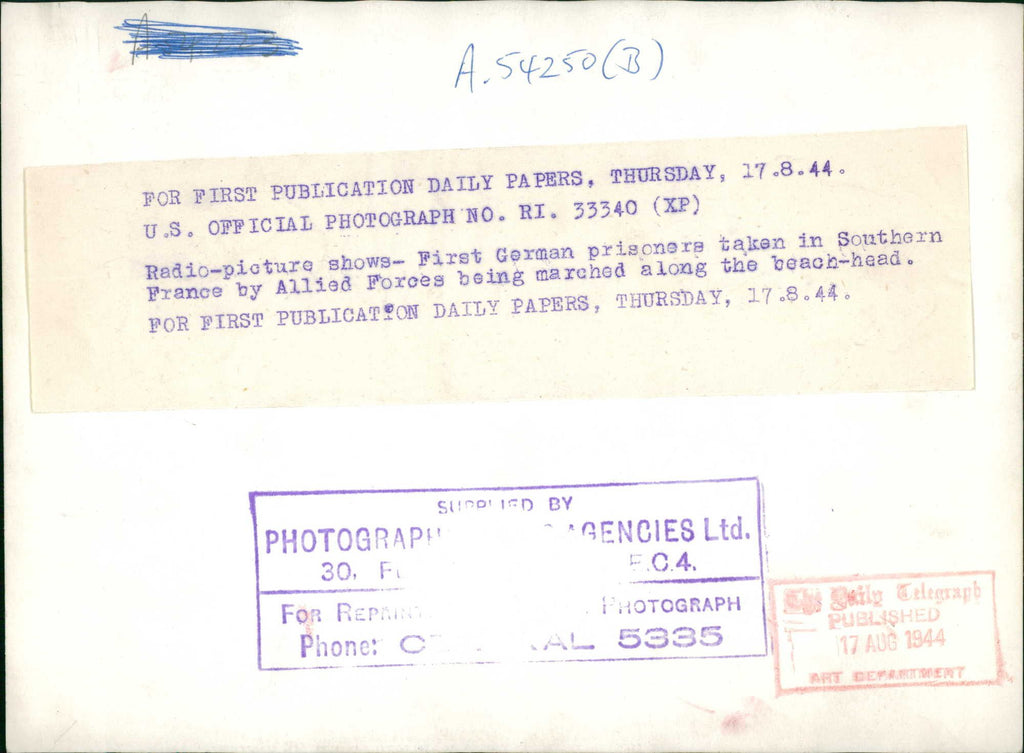 A.54250(B)
FOR FIRST PUBLICATION DAILY PAPERS, THURSDAY, 17.8.44.
U.S. OFFICIAL PHOTOGRAPH NO. RI. 33340 (XP)
Radio-picture shows- First German prisoners taken in Southern
France by Allied Forces being marched along the beach-head.
FOR FIRST PUBLICATION DAILY PAPERS, THURSDAY, 17.8.44.
SUPPLIED BY
AGENCIES Ltd.
30, E.C.4.
FOR PHOTOGRAPH
Phone: 5335
The Daily Telegraph
PUBLISHED
17 AUG 1944
ART DEPARTMENT